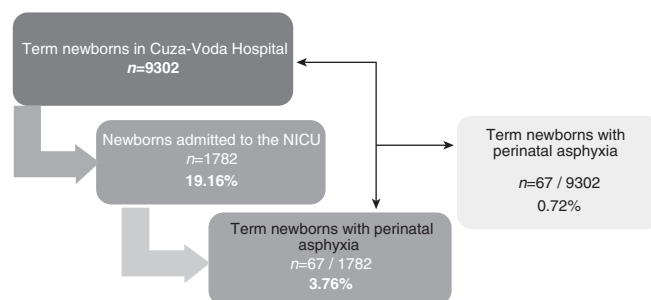 Term newborns in Cuza-Voda Hospital
n=9302
Newborns admitted to the NICU
n=1782
19.16%
Term newborns with perinatal
asphyxia
n=67 / 1782
3.76%
Term newborns with
perinatal asphyxia
n=67 / 9302
0.72%